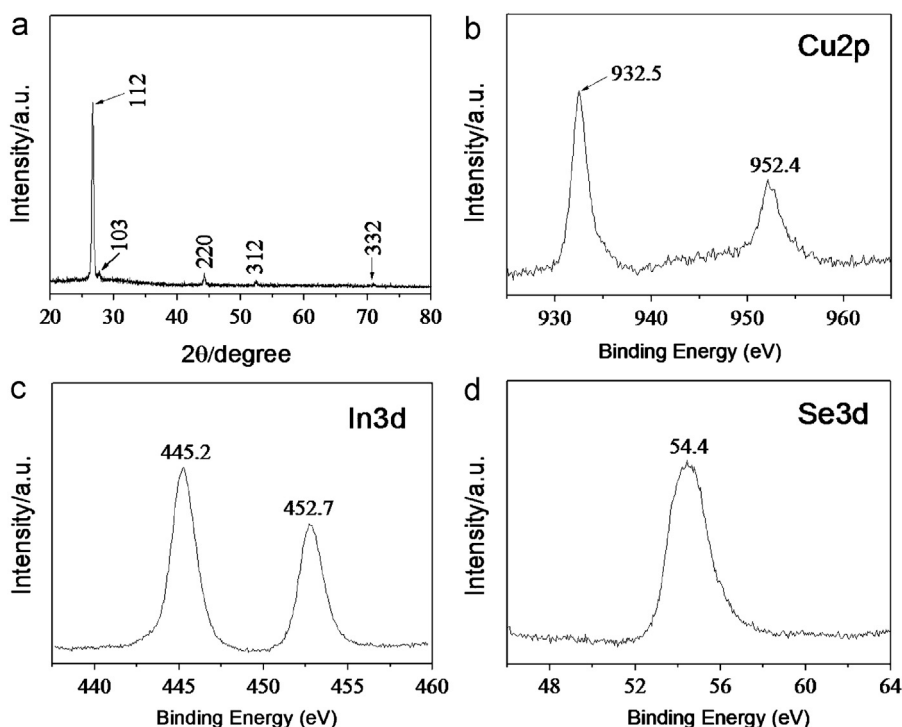 a
Intensity/a.u.
112
103
220
312
332
20 30 40 50 60 70 80
2θ/degree
b
Cu2p
Intensity/a.u.
932.5
952.4
930 940 950 960
Binding Energy (eV)
c
In3d
Intensity/a.u.
445.2
452.7
440 445 450 455 460
Binding Energy (eV)
d
Se3d
Intensity/a.u.
54.4
48 52 56 60 64
Binding Energy (eV)